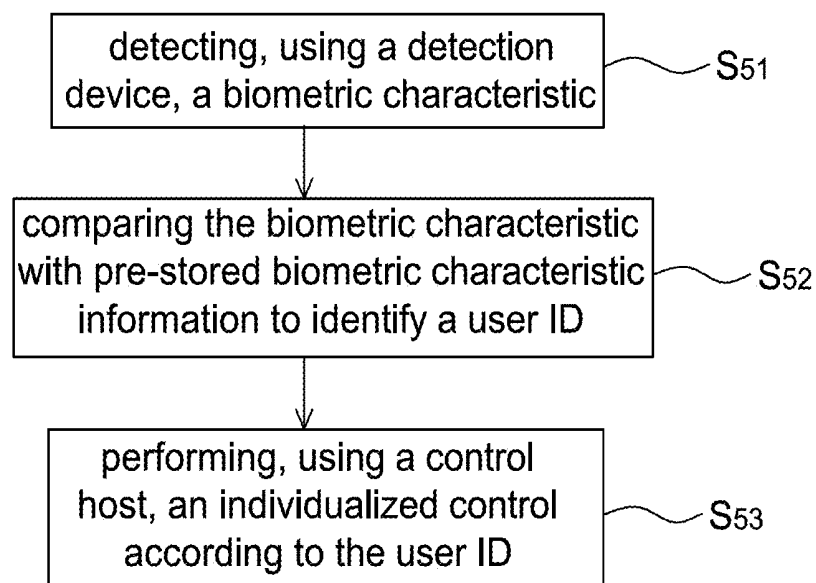 detecting, using a detection
device, a biometric characteristic
S51
comparing the biometric characteristic
with pre-stored biometric characteristic
information to identify a user ID
S52
performing, using a control
host, an individualized control
according to the user ID
S53